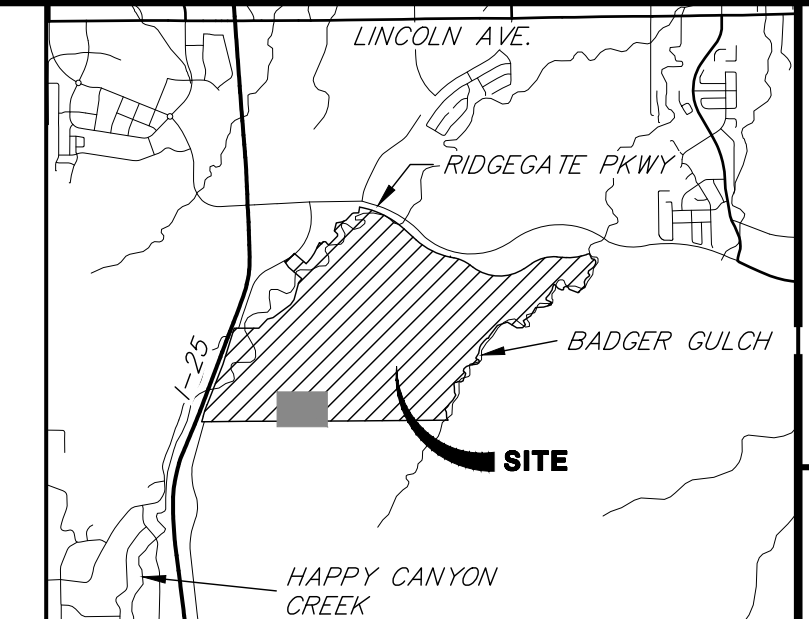 LINCOLN AVE.
RIDGEGATE PKWY
BADGER GULCH
I-25
SITE
HAPPY CANYON
CREEK